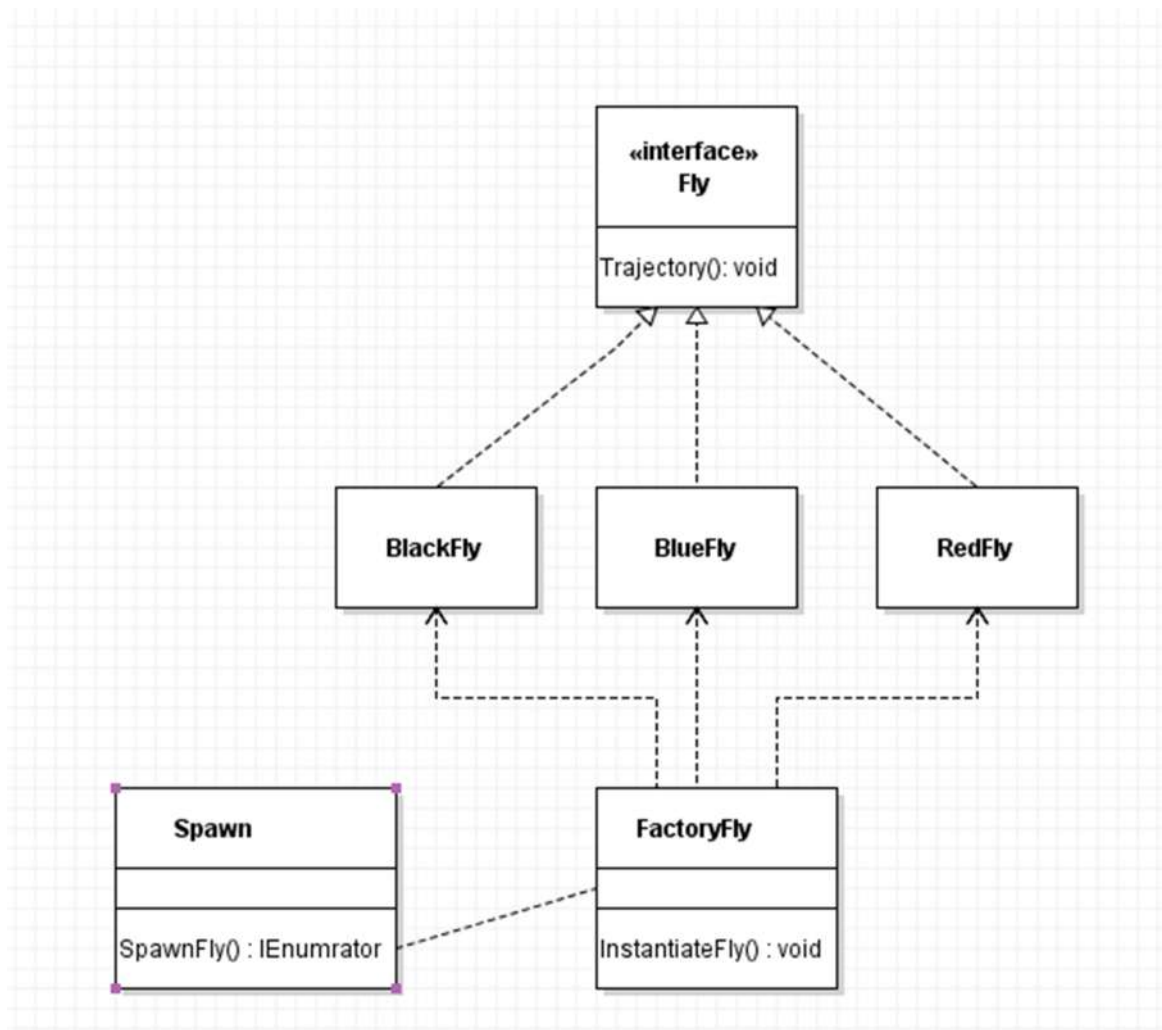 «interface»
Fly
Trajectory(): void
BlackFly
BlueFly
RedFly
Spawn
FactoryFly
SpawnFly() : IEnumrator
InstantiateFly() : void